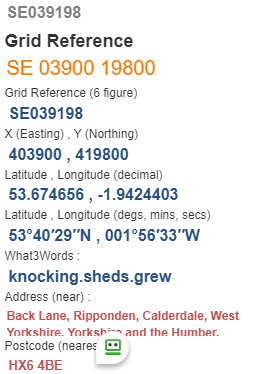 SE039198
Grid Reference
SE 03900 19800
Grid Reference (6 figure)
SE039198
X (Easting) , Y (Northing)
403900 , 419800
Latitude , Longitude (decimal)
53.674656 , -1.9424403
Latitude , Longitude (degs, mins, secs)
53°40′29″N , 001°56′33″W
What3Words :
knocking.sheds.grew
Address (near) :
Back Lane, Ripponden, Calderdale, West
Yorkshire, Yorkshire and the Humber,
Postcode (neares
HX6 4BE